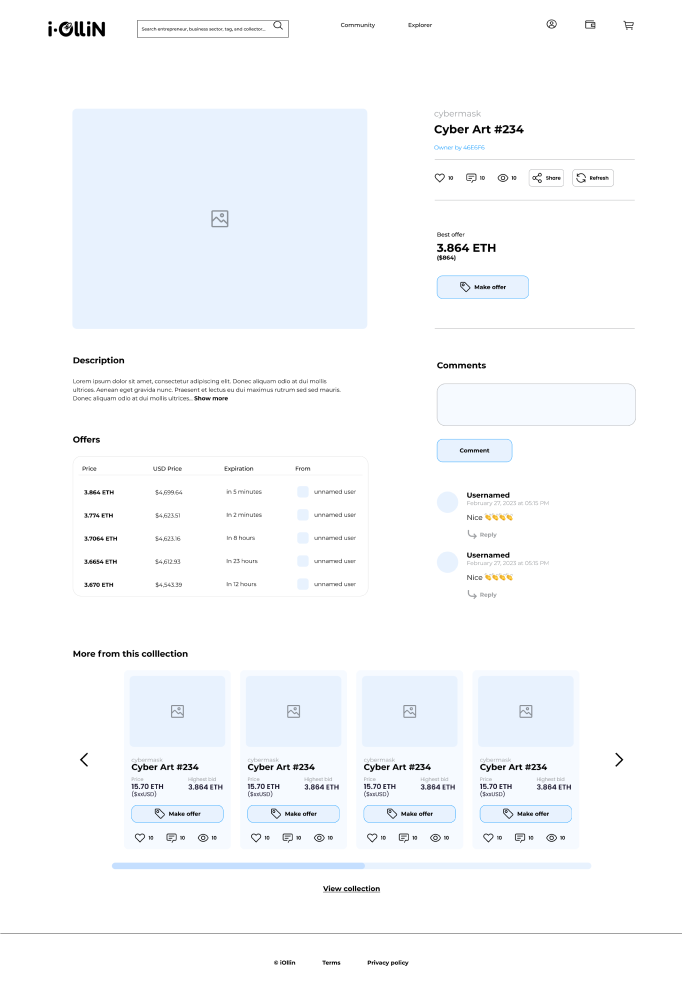 i·OLLiN
Search entrepreneur, business sector, tag, and collector...
Community
Explorer
cybermask
Cyber Art #234
Owner by 46E6F6
10
10
10
Share
Refresh
Best offer
3.864 ETH
($864)
Make offer
Description
Lorem ipsum dolor sit amet, consectetur adipiscing elit. Donec aliquam odio at dui mollis
ultrices. Aenean eget gravida nunc. Praesent et lectus eu dui maximus rutrum sed sed mauris.
Donec aliquam odio at dui mollis ultrices... Show more
Offers
Price USD Price Expiration From
3.864 ETH $4,699.64 in 5 minutes unnamed user
3.774 ETH $4,623.51 In 2 minutes unnamed user
3.7064 ETH $4,623.16 In 8 hours unnamed user
3.6654 ETH $4,612.93 In 23 hours unnamed user
3.670 ETH $4,543.39 In 12 hours unnamed user
Comments
Comment
Usernamed
February 27, 2023 at 05:15 PM
Nice 👏👏👏👏
Reply
Usernamed
February 27, 2023 at 05:15 PM
Nice 👏👏👏👏
Reply
More from this colllection
cybermask
Cyber Art #234
Price Highest bid
15.70 ETH 3.864 ETH
($xxUSD)
Make offer
10 10 10
cybermask
Cyber Art #234
Price Highest bid
15.70 ETH 3.864 ETH
($xxUSD)
Make offer
10 10 10
cybermask
Cyber Art #234
Price Highest bid
15.70 ETH 3.864 ETH
($xxUSD)
Make offer
10 10 10
cybermask
Cyber Art #234
Price Highest bid
15.70 ETH 3.864 ETH
($xxUSD)
Make offer
10 10 10
View collection
© iOllin
Terms
Privacy policy